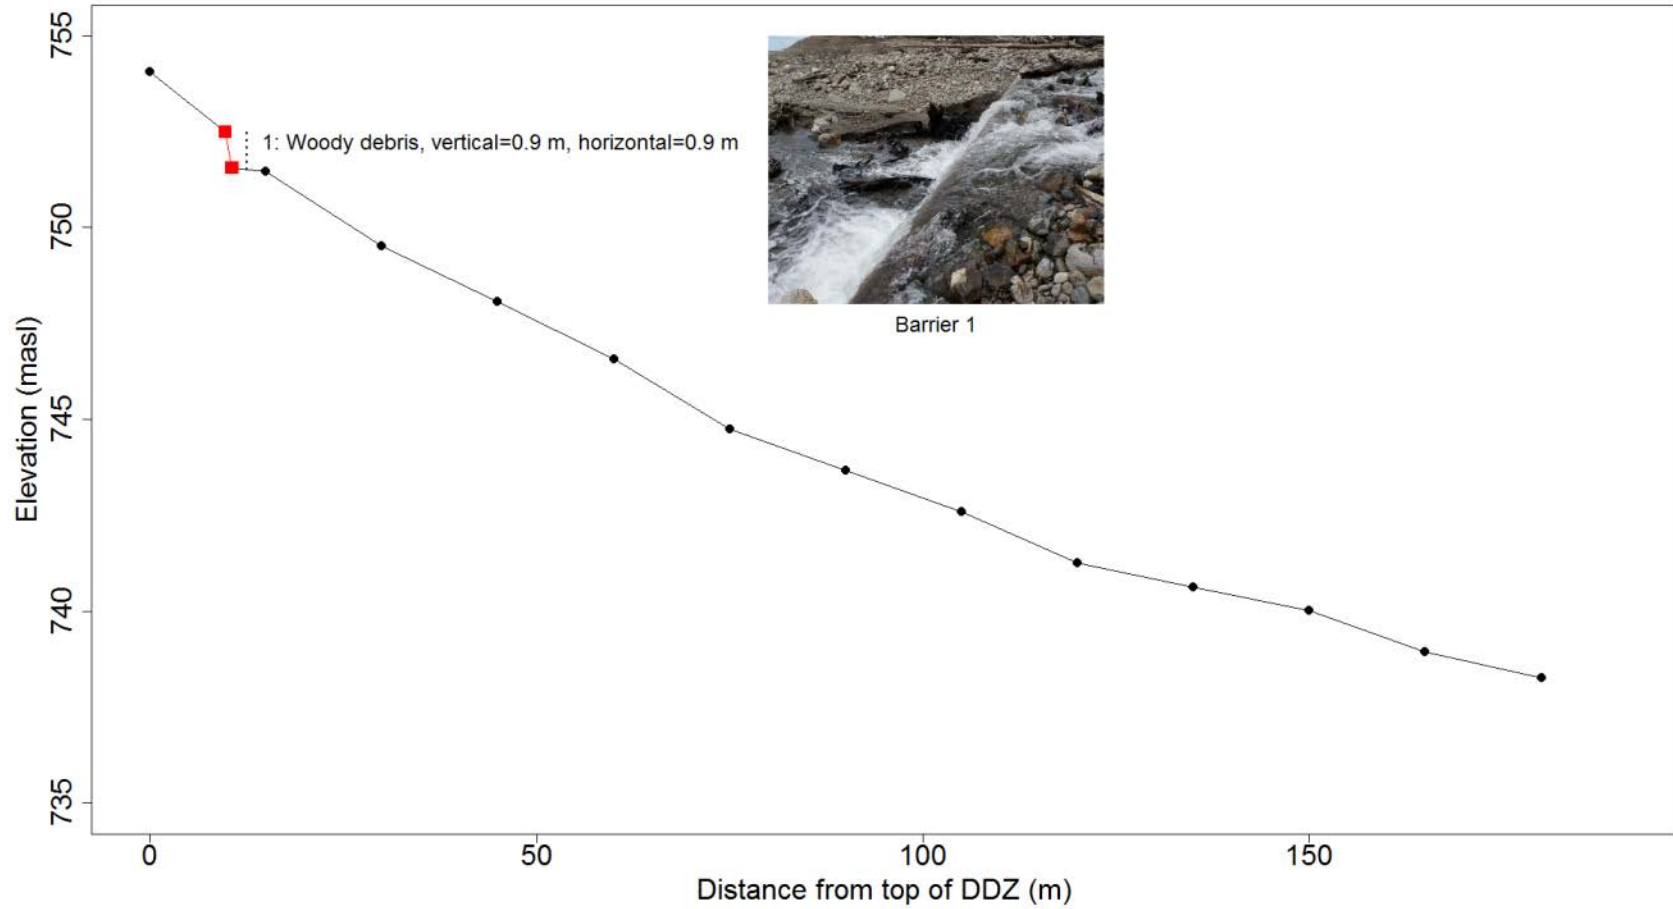 755
750
745
740
735
Elevation (masl)
1: Woody debris, vertical=0.9 m, horizontal=0.9 m
Barrier 1
0
50
100
150
Distance from top of DDZ (m)